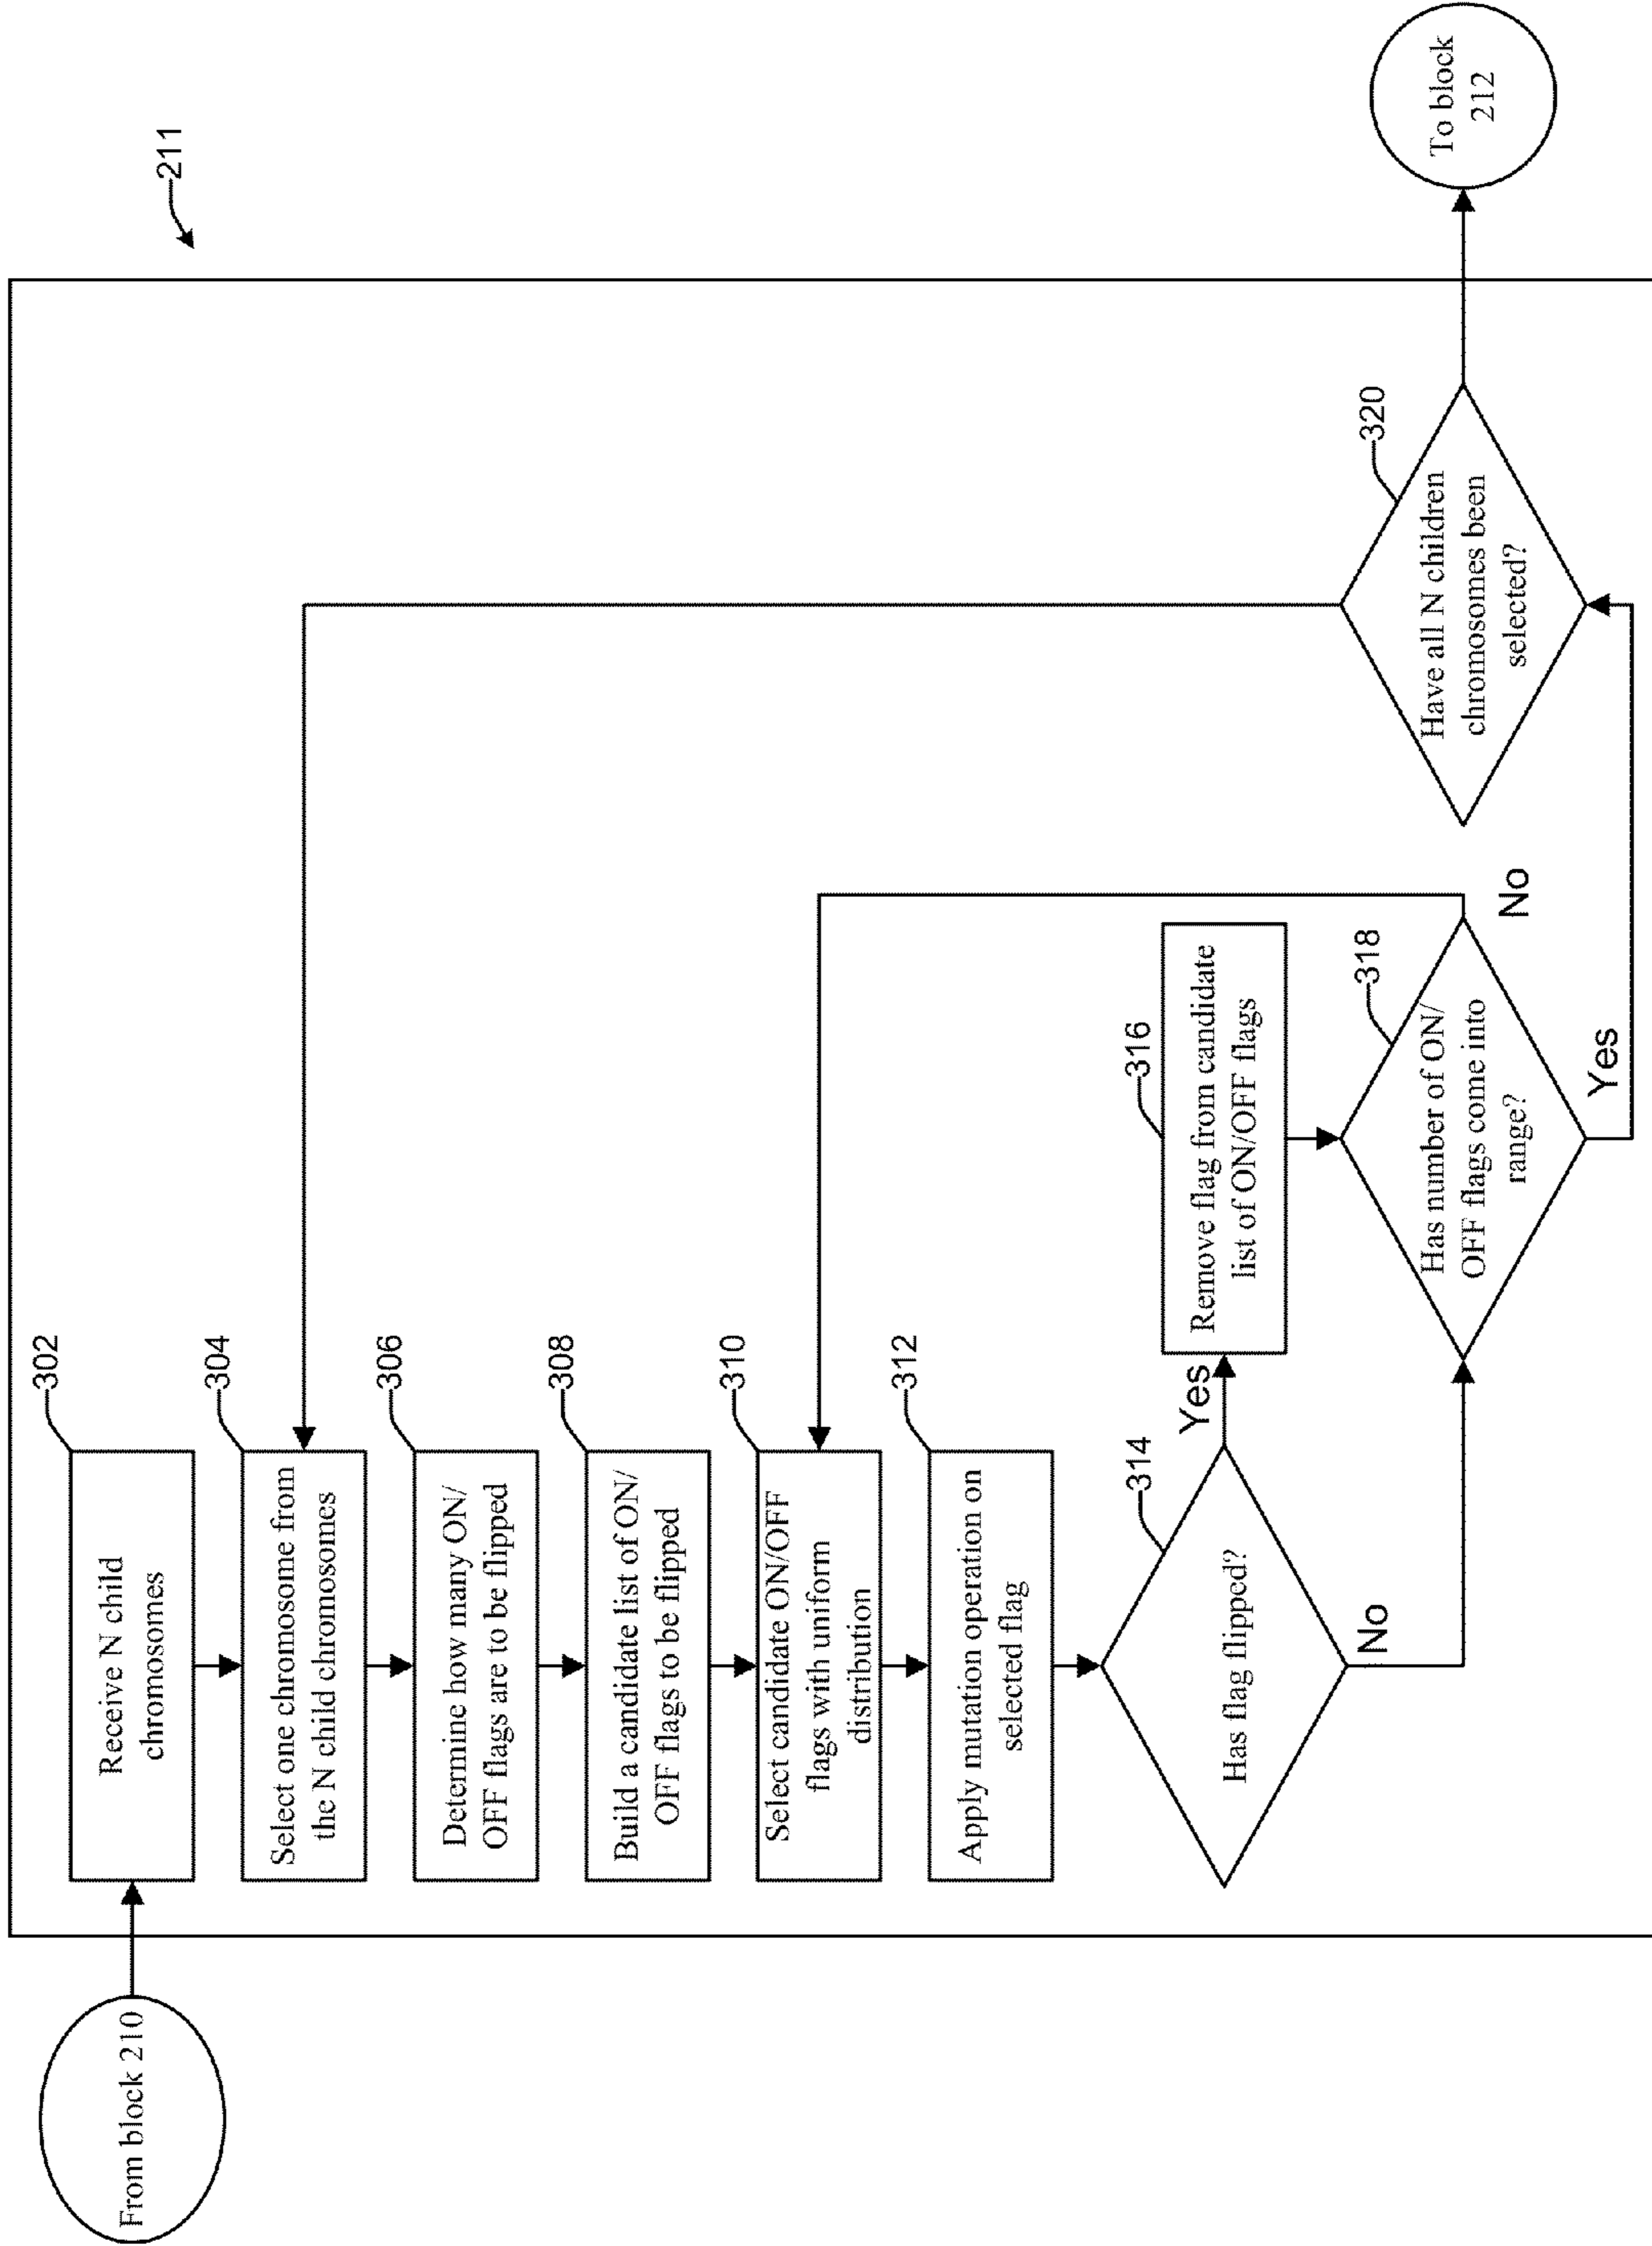 From block 210
211
302
Receive N child
chromosomes
304
Select one chromosome from
the N child chromosomes
306
Determine how many ON/
OFF flags are to be flipped
308
Build a candidate list of ON/
OFF flags to be flipped
310
Select candidate ON/OFF
flags with uniform
distribution
312
Apply mutation operation on
selected flag
314
Has flag flipped?
Yes
No
316
Remove flag from candidate
list of ON/OFF flags
318
Has number of ON/
OFF flags come into
range?
No
Yes
320
Have all N children
chromosomes been
selected?
To block
212